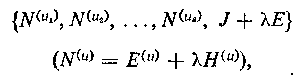 {N^{(u_1)}, N^{(u_2)}, ..., N^{(u_s)}, J + λE}
(N^{(u)} = E^{(u)} + λH^{(u)},